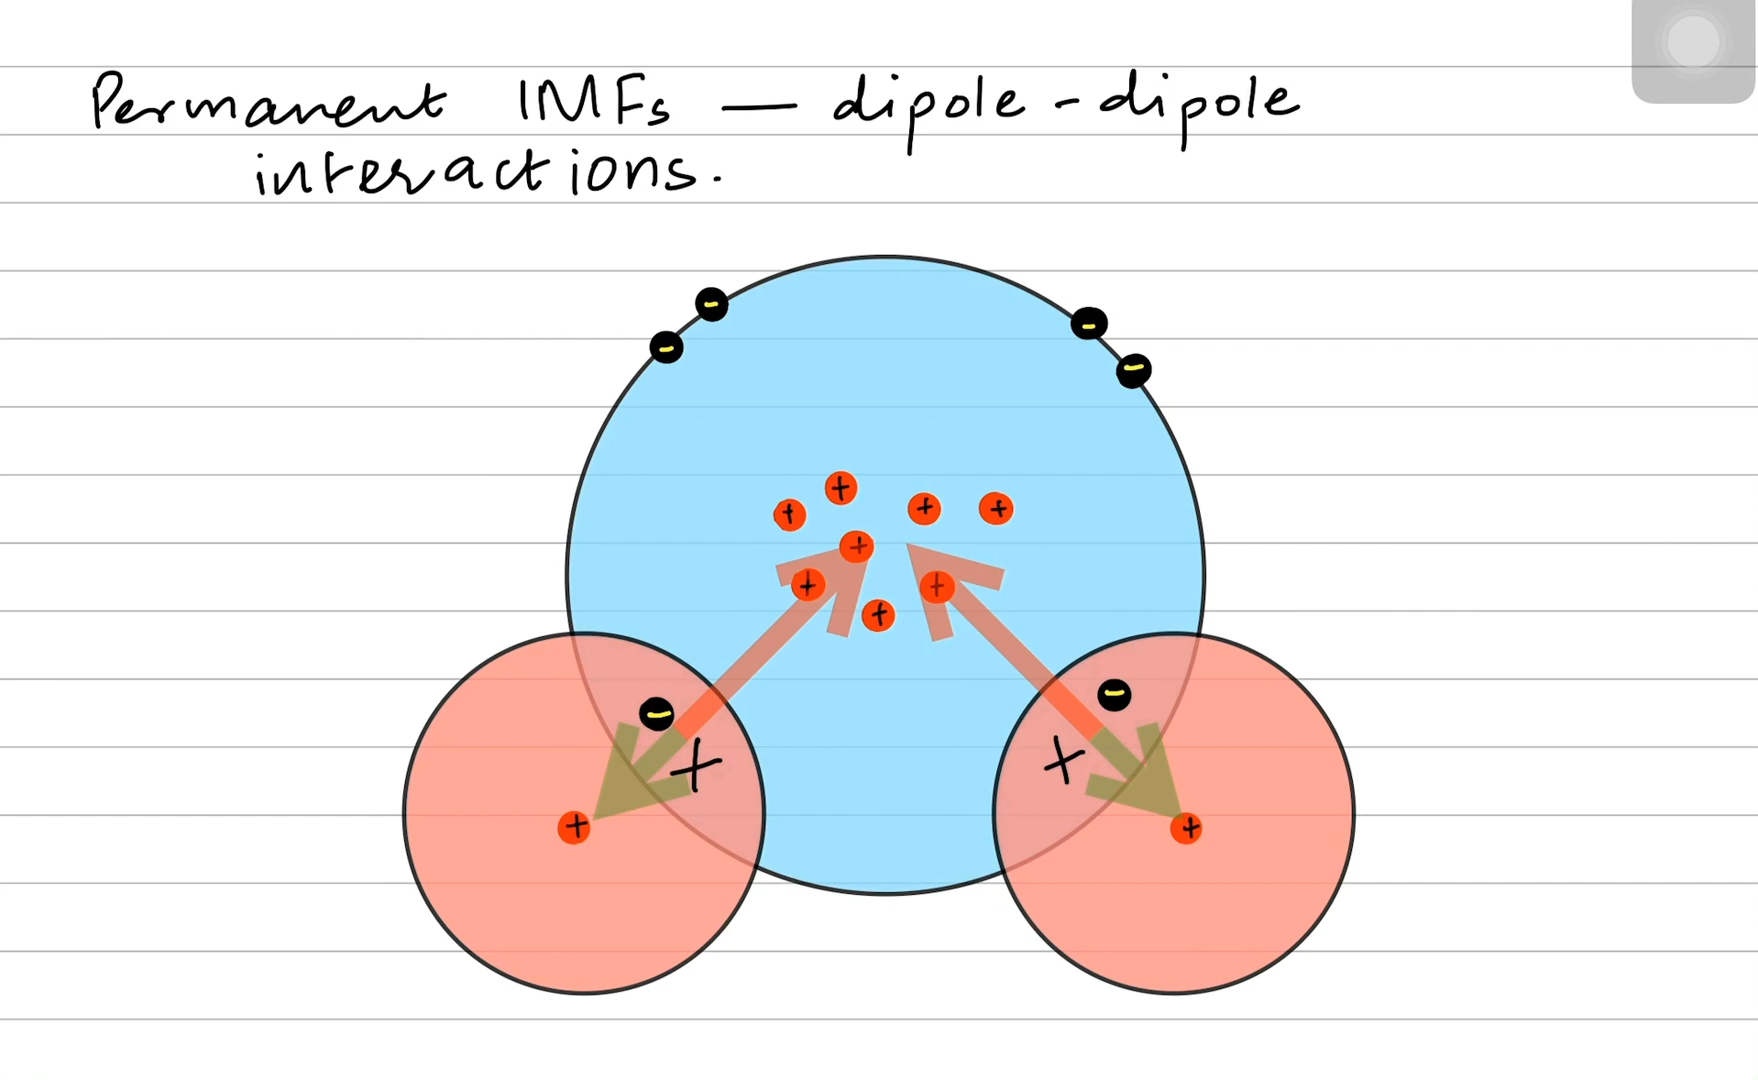 Permanent IMFs — dipole - dipole
interactions.
- -
- -
+ + + +
+
+ +
+
- -
x x
+ +